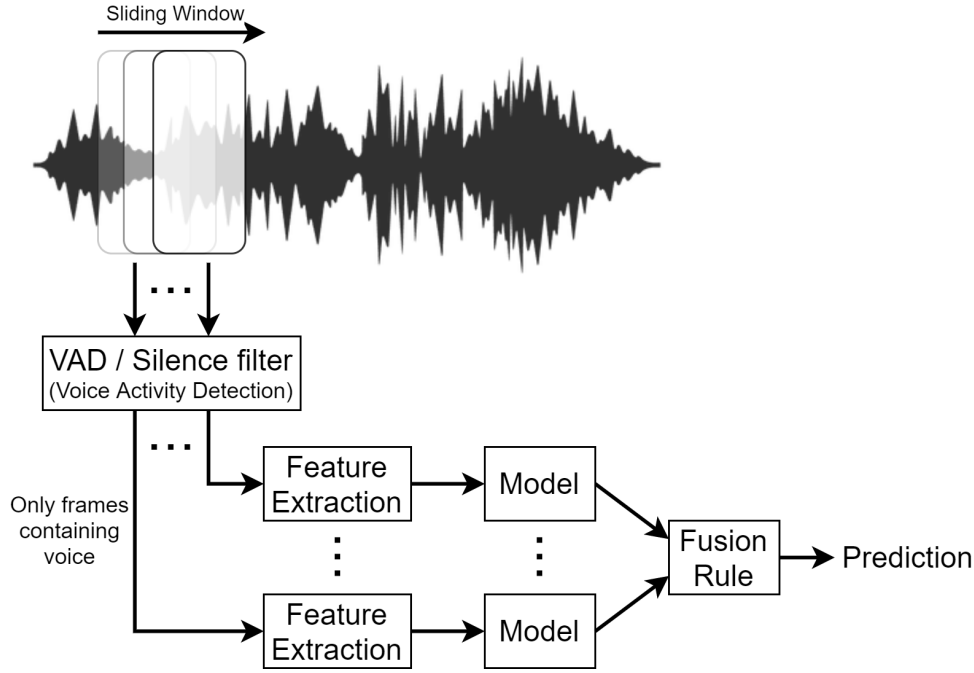 Sliding Window
VAD / Silence filter
(Voice Activity Detection)
Only frames
containing
voice
Feature
Extraction
Model
Fusion
Rule
Prediction
Feature
Extraction
Model